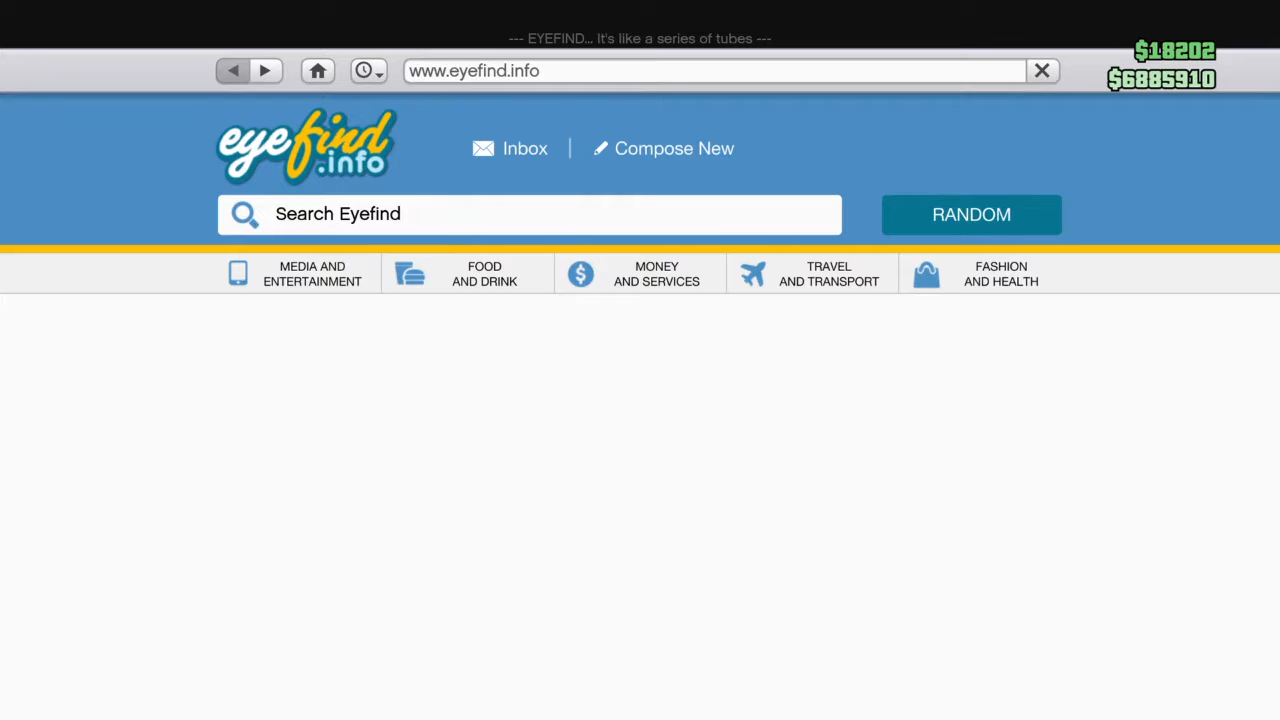 --- EYEFIND... It's like a series of tubes ---
$18202
www.eyefind.info
$6885910
eyefind
.info
Inbox
Compose New
Search Eyefind
RANDOM
MEDIA AND
ENTERTAINMENT
FOOD
AND DRINK
MONEY
AND SERVICES
TRAVEL
AND TRANSPORT
FASHION
AND HEALTH